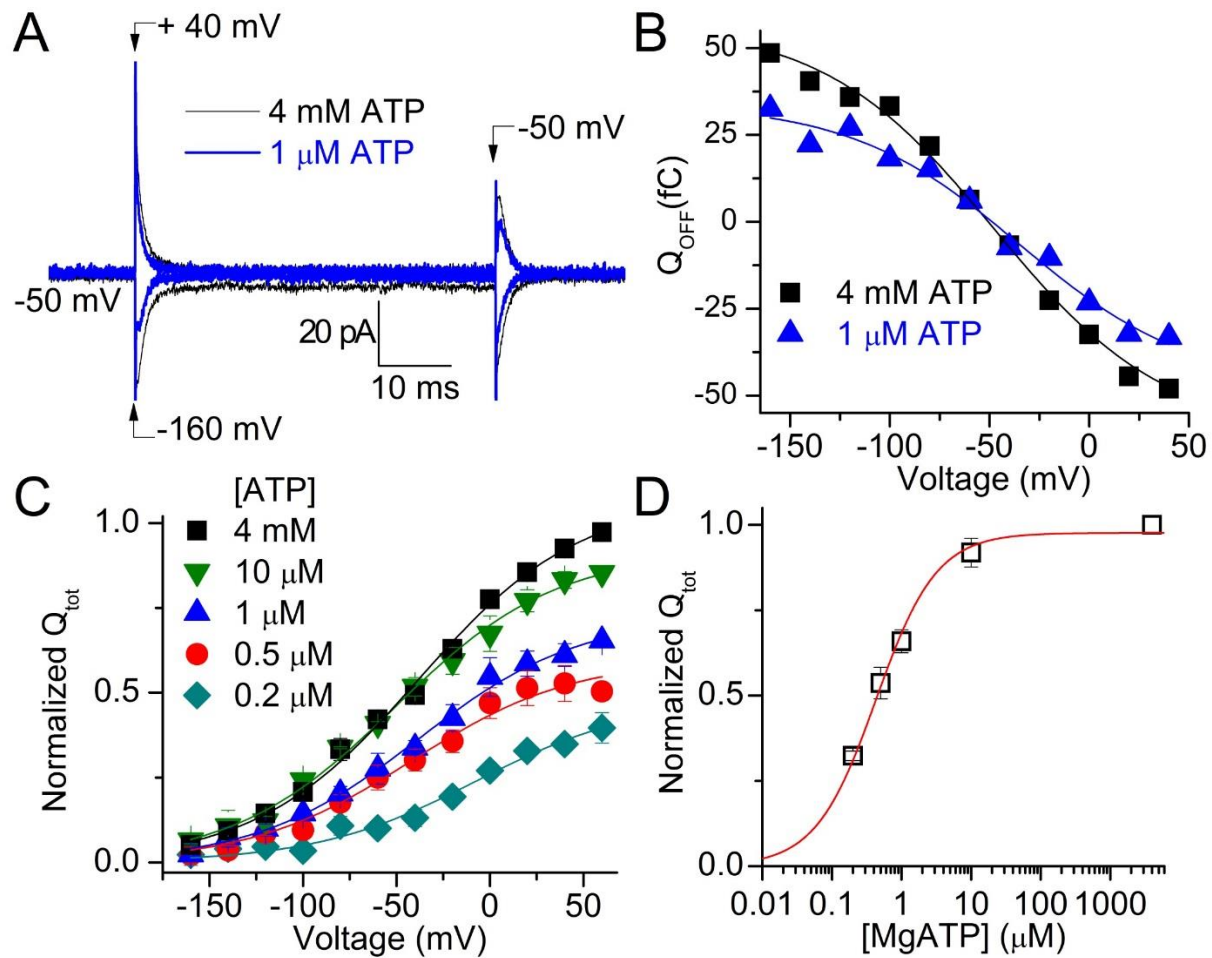 A
+ 40 mV
4 mM ATP
1 μM ATP
-50 mV
-50 mV
20 pA
10 ms
-160 mV
B
50
25
0
-25
-50
Q_OFF(fC)
4 mM ATP
1 μM ATP
-150 -100 -50 0 50
Voltage (mV)
C
[ATP]
4 mM
10 μM
1 μM
0.5 μM
0.2 μM
1.0
0.5
0.0
Normalized Q_tot
-150 -100 -50 0 50
Voltage (mV)
D
1.0
0.5
0.0
Normalized Q_tot
0.01 0.1 1 10 100 1000
[MgATP] (μM)